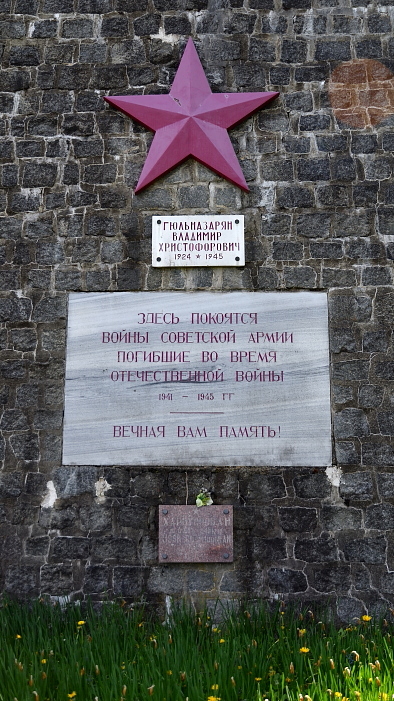 ГЮЛЬНАЗАРЯН
ВЛАДИМИР
ХРИСТОФОРОВИЧ
1924 ★ 1945
ЗДЕСЬ ПОКОЯТСЯ
ВОЙНЫ СОВЕТСКОЙ АРМИИ
ПОГИБШИЕ ВО ВРЕМЯ
ОТЕЧЕСТВЕННОЙ ВОЙНЫ
1941 – 1945 ГГ
ВЕЧНАЯ ВАМ ПАМЯТЬ!